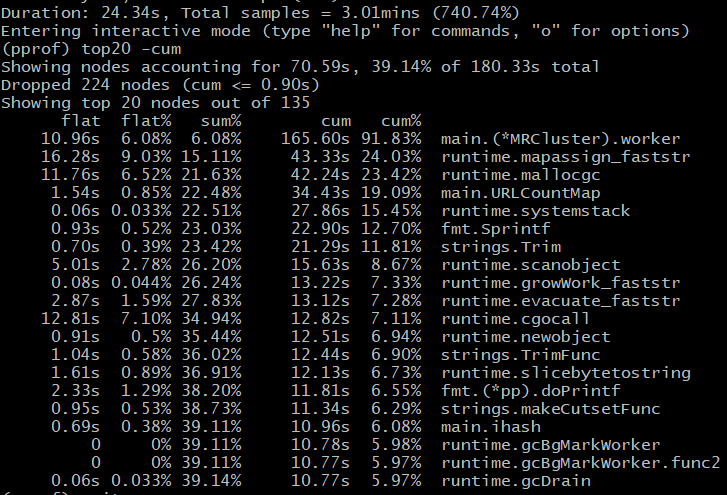 Duration: 24.34s, Total samples = 3.01mins (740.74%)
Entering interactive mode (type "help" for commands, "o" for options)
(pprof) top20 -cum
Showing nodes accounting for 70.59s, 39.14% of 180.33s total
Dropped 224 nodes (cum <= 0.90s)
Showing top 20 nodes out of 135
flat flat% sum% cum cum%
10.96s 6.08% 6.08% 165.60s 91.83% main.(*MRCluster).worker
16.28s 9.03% 15.11% 43.33s 24.03% runtime.mapassign_faststr
11.76s 6.52% 21.63% 42.24s 23.42% runtime.mallocgc
1.54s 0.85% 22.48% 34.43s 19.09% main.URLCountMap
0.06s 0.033% 22.51% 27.86s 15.45% runtime.systemstack
0.93s 0.52% 23.03% 22.90s 12.70% fmt.Sprintf
0.70s 0.39% 23.42% 21.29s 11.81% strings.Trim
5.01s 2.78% 26.20% 15.63s 8.67% runtime.scanobject
0.08s 0.044% 26.24% 13.22s 7.33% runtime.growWork_faststr
2.87s 1.59% 27.83% 13.12s 7.28% runtime.evacuate_faststr
12.81s 7.10% 34.94% 12.82s 7.11% runtime.cgocall
0.91s 0.5% 35.44% 12.51s 6.94% runtime.newobject
1.04s 0.58% 36.02% 12.44s 6.90% strings.TrimFunc
1.61s 0.89% 36.91% 12.13s 6.73% runtime.slicebytetostring
2.33s 1.29% 38.20% 11.81s 6.55% fmt.(*pp).doPrintf
0.95s 0.53% 38.73% 11.34s 6.29% strings.makeCutsetFunc
0.69s 0.38% 39.11% 10.96s 6.08% main.ihash
0 0% 39.11% 10.78s 5.98% runtime.gcBgMarkWorker
0 0% 39.11% 10.77s 5.97% runtime.gcBgMarkWorker.func2
0.06s 0.033% 39.14% 10.77s 5.97% runtime.gcDrain